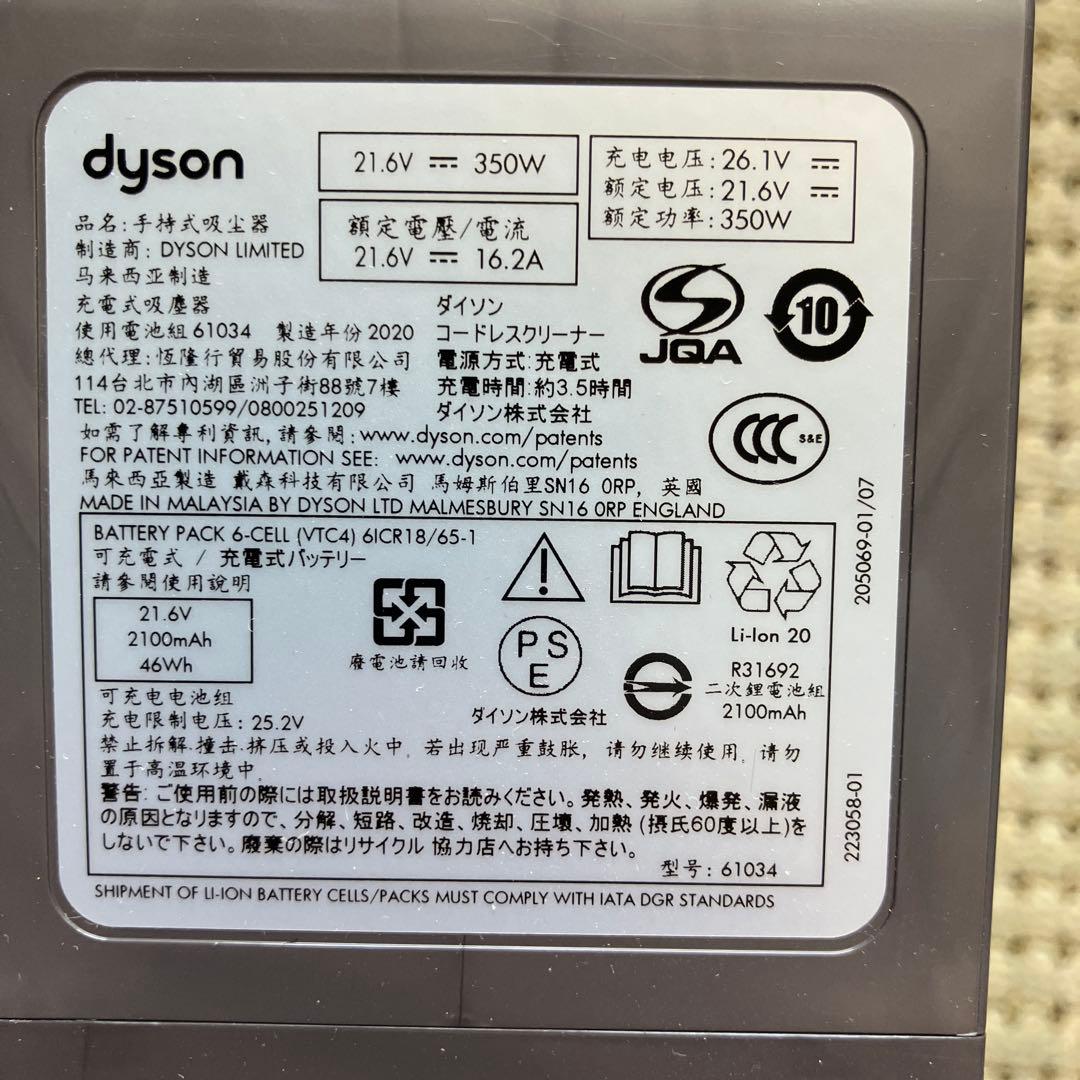 dyson
21.6V ⎓ 350W
額定電壓/電流
21.6V ⎓ 16.2A
充电电压:26.1V ⎓
额定电压:21.6V ⎓
额定功率:350W
品名:手持式吸尘器
制造商: DYSON LIMITED
马来西亚制造
充電式吸塵器
使用電池組61034 製造年份2020
總代理:恆隆行貿易股份有限公司
114台北市內湖區洲子街88號7樓
TEL: 02-87510599/0800251209
ダイソン
コードレスクリーナー
電源方式:充電式
充電時間:約3.5時間
ダイソン株式会社
JQA
10
CCC S&E
如需了解專利資訊,請參閱:www.dyson.com/patents
FOR PATENT INFORMATION SEE: www.dyson.com/patents
馬來西亞製造 戴森科技有限公司 馬姆斯伯里SN16 0RP, 英國
MADE IN MALAYSIA BY DYSON LTD MALMESBURY SN16 0RP ENGLAND
205069-01/07
BATTERY PACK 6-CELL (VTC4) 6ICR18/65-1
可充電式 / 充電式バッテリー
請參閱使用說明
21.6V
2100mAh
46Wh
廢電池請回收
PS
E
ダイソン株式会社
Li-Ion 20
R31692
二次鋰電池組
2100mAh
可充电电池组
充电限制电压: 25.2V
禁止拆解.撞击.挤压或投入火中. 若出现严重鼓胀, 请勿继续使用. 请勿
置于高温环境中.
警告: ご使用前の際には取扱説明書をお読みください。発熱、発火、爆発、漏液
の原因となりますので、分解、短路、改造、焼却、圧壊、加熱 (摂氏60度以上)を
しないで下さい。廃棄の際はリサイクル 協力店へお持ち下さい。
型号: 61034
223058-01
SHIPMENT OF LI-ION BATTERY CELLS/PACKS MUST COMPLY WITH IATA DGR STANDARDS